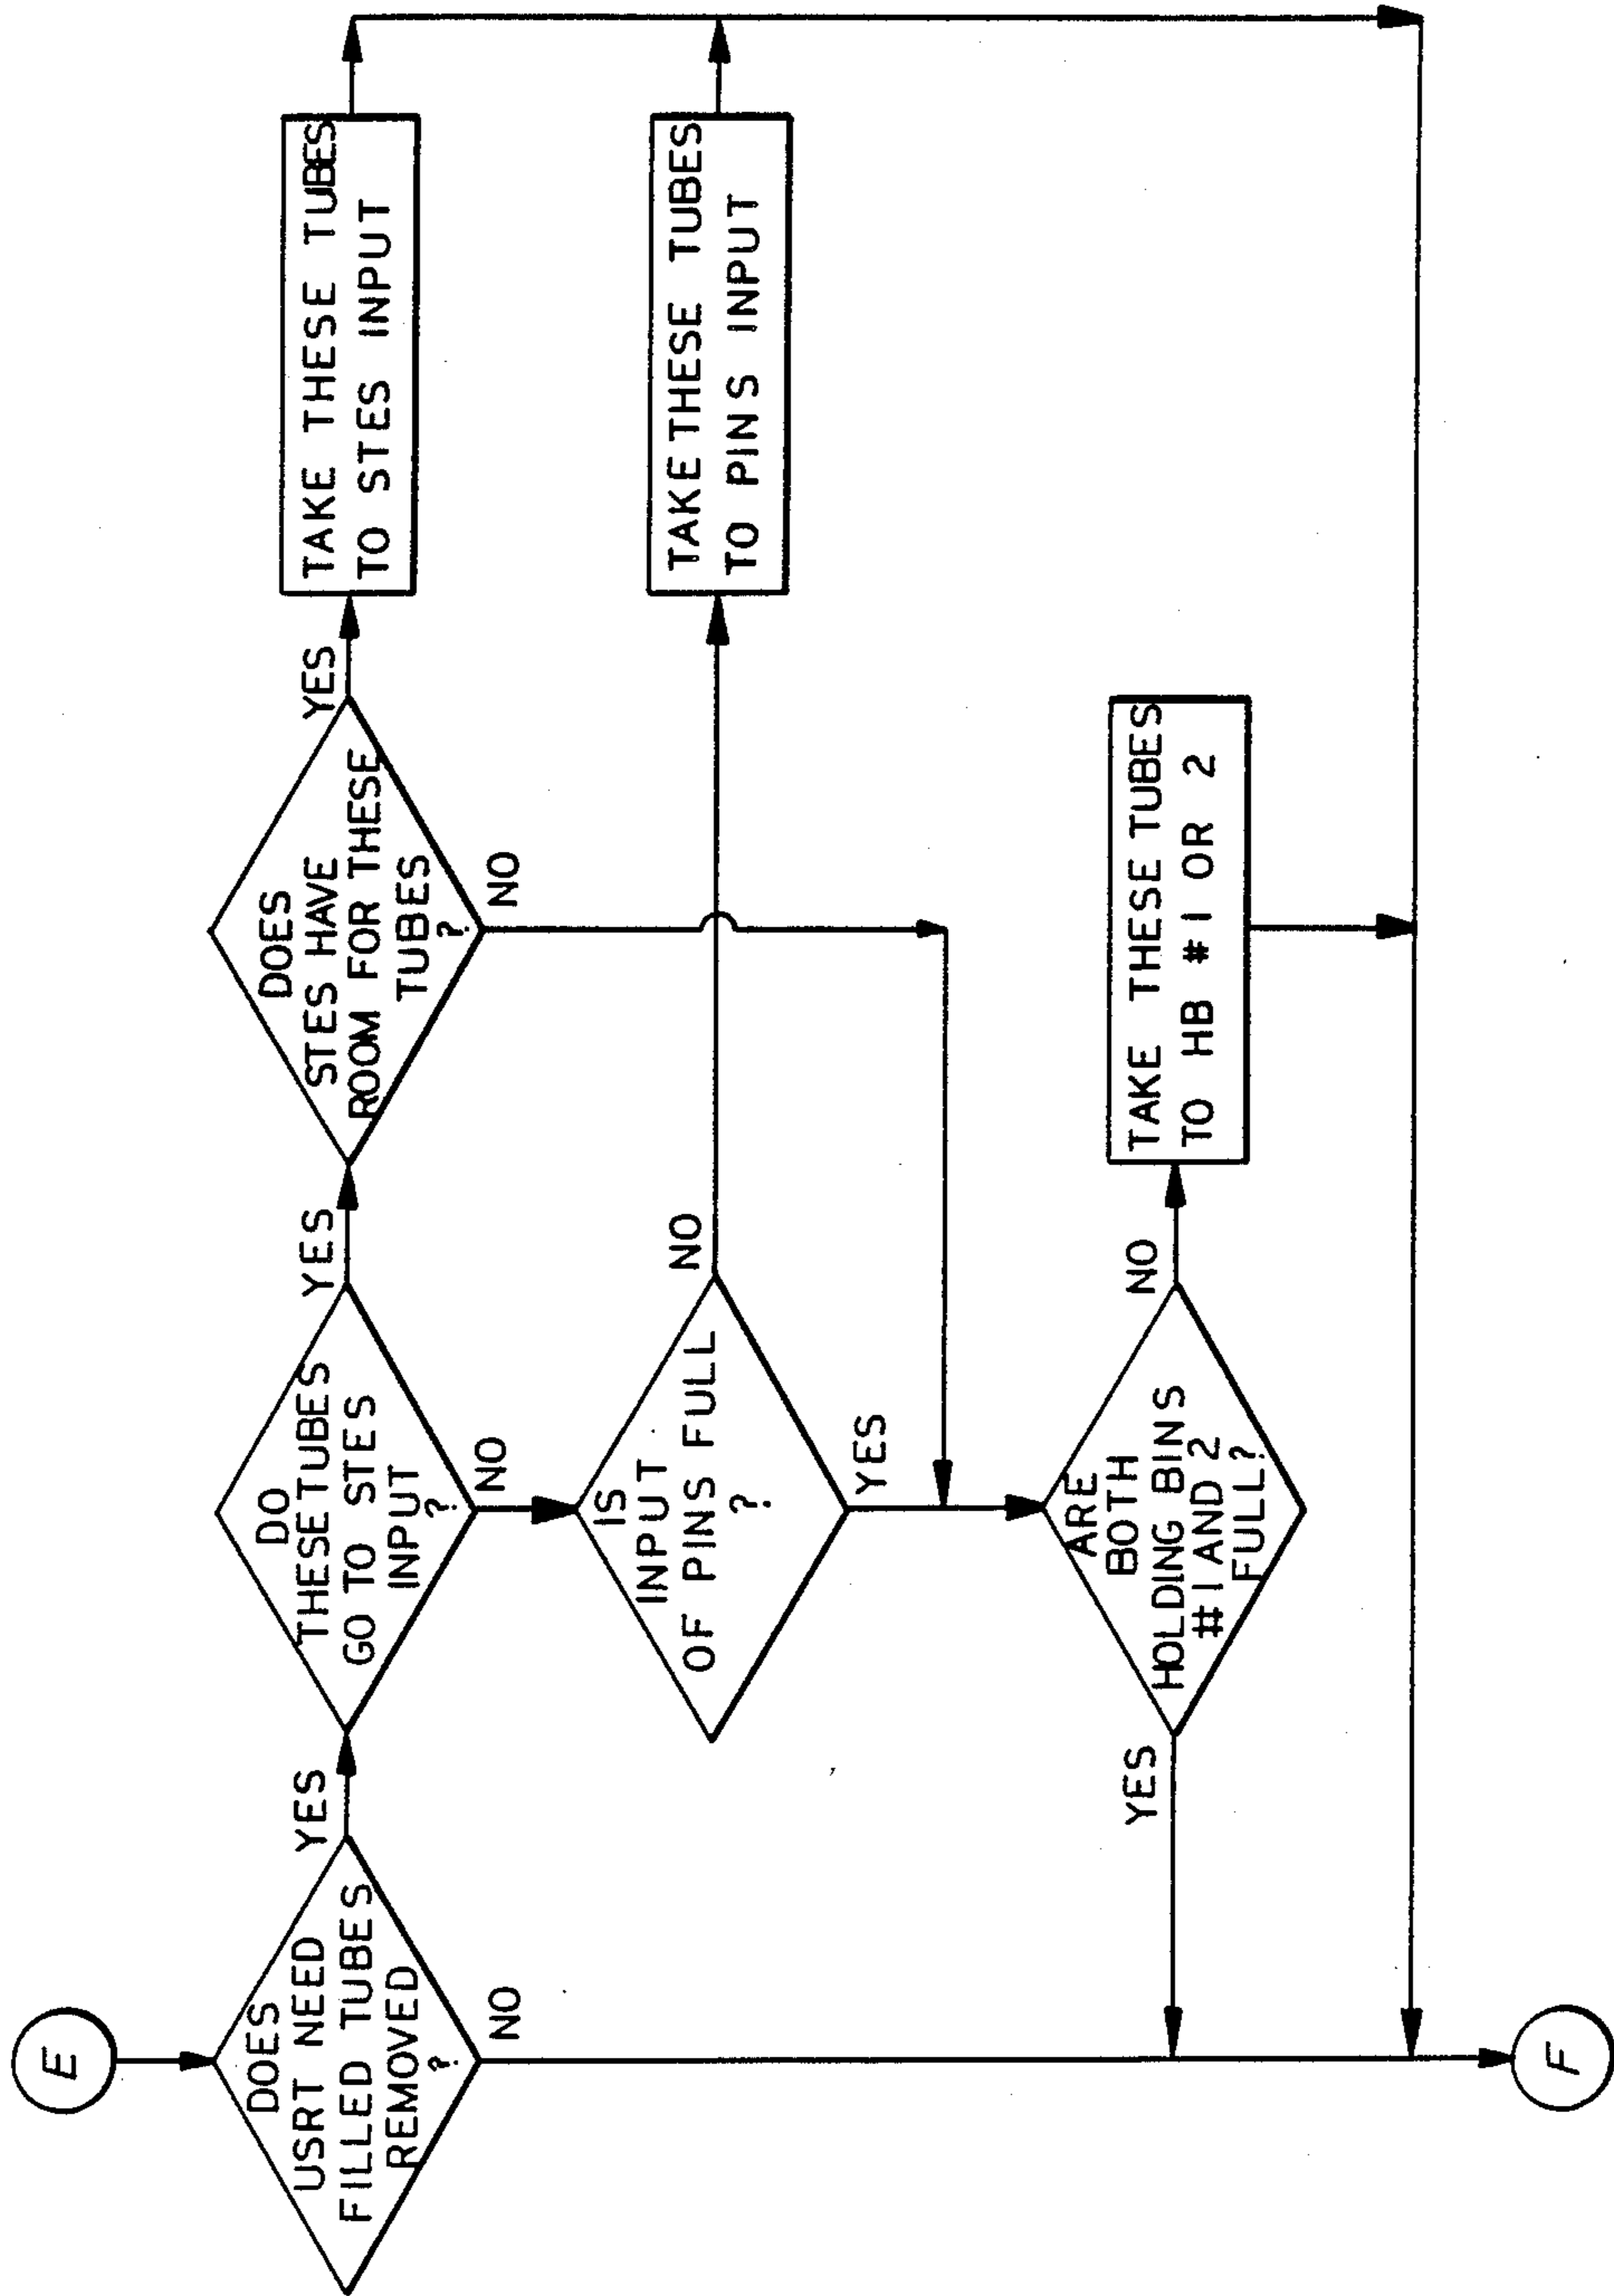 E
DOES
USRT NEED
FILLED TUBES
REMOVED
?
YES
NO
DO
THESE TUBES
GO TO STES
INPUT
?
YES
NO
DOES
STES HAVE
ROOM FOR THESE
TUBES
?
YES
NO
TAKE THESE TUBES
TO STES INPUT
IS
INPUT
OF PINS FULL
?
NO
YES
TAKE THESE TUBES
TO PINS INPUT
ARE
BOTH
HOLDING BINS
#1 AND 2
FULL?
YES
NO
TAKE THESE TUBES
TO HB #1 OR 2
F